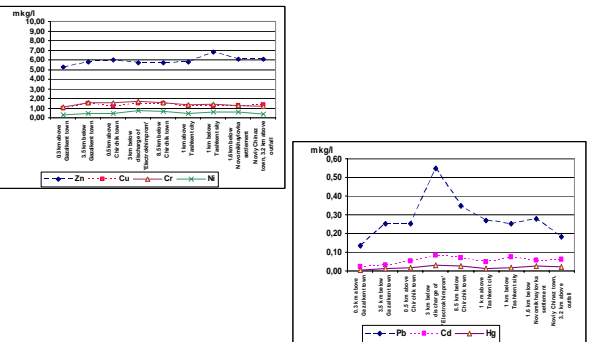 mkg/l
10,00
9,00
8,00
7,00
6,00
5,00
4,00
3,00
2,00
1,00
0,00
0.3 km above
Gazalkent town
3.5 km below
Gazalkent town
0.5 km above
Chirchik town
3 km below
discharge of
'Electrokhimprom'
8.5 km below
Chirchik town
1 km above
Tashkent city
1 km below
Tashkent city
1.6 km below
Novomikhaylovka
settlement
Noviy Chinaz
town, 3.2 km above
outfall
Zn Cu Cr Ni
mkg/l
0,60
0,50
0,40
0,30
0,20
0,10
0,00
0.3 km above
Gazalkent town
3.5 km below
Gazalkent town
0.5 km above
Chirchik town
3 km below
discharge of
'Electrokhimprom'
8.5 km below
Chirchik town
1 km above
Tashkent city
1 km below
Tashkent city
1.6 km below
Novomikhaylovka
settlement
Noviy Chinaz town,
3.2 km above
outfall
Pb Cd Hg